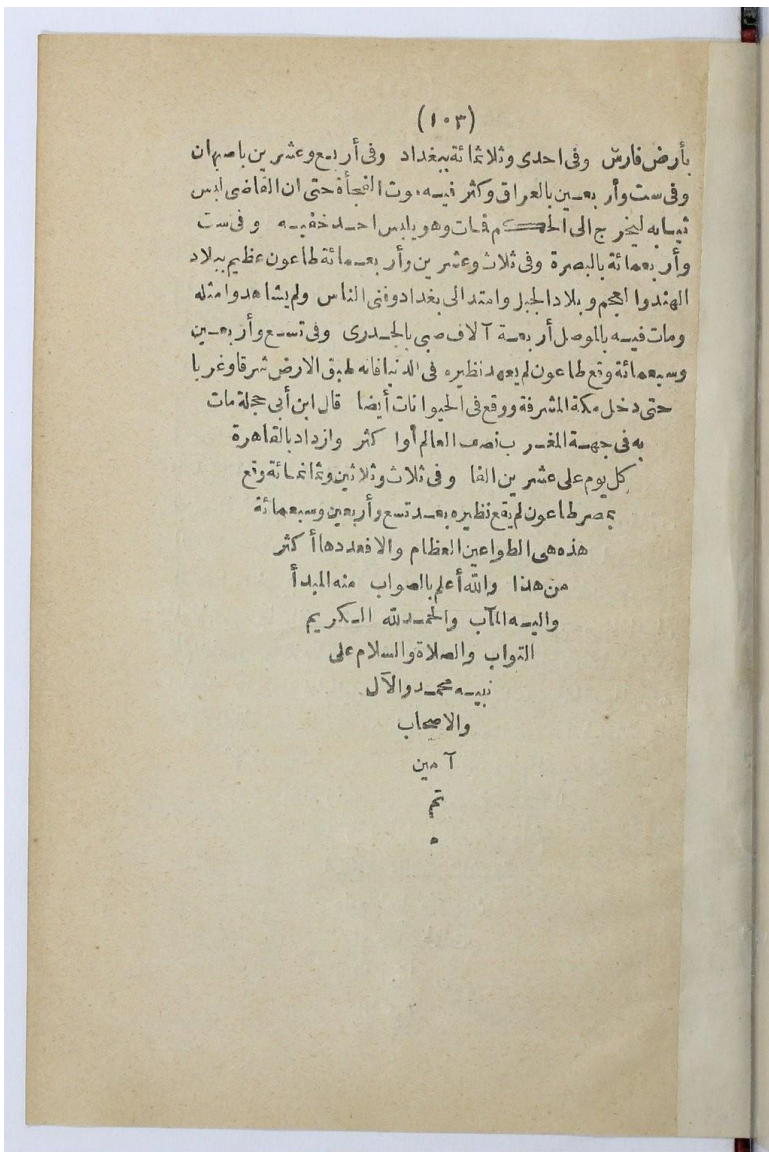 (١٠٣)
بأرض فارس وفى احدى وثلاثمائة ببغداد وفى أربع وعشرين باصبهان
وفى ست وأربعين بالعراق وكثر فيه موت الفجأة حتى ان القاضى لبس
ثيابه ليخرج الى الحكم فمات وهو يلبس احد خفيه وفى ست
وأربعمائة بالبصرة وفى ثلاث وعشرين وأربعمائة طاعون عظيم ببلاد
الهند والعجم وبلاد الجبل وامتد الى بغداد وفنى الناس ولم يشاهدوا مثله
ومات فيه بالموصل أربعة آلاف صبى بالجدرى وفى تسع وأربعين
وسبعمائة وقع طاعون لم يعهد نظيره فى الدنيا فانه طبق الارض شرقا وغربا
حتى دخل مكة المشرفة ووقع فى الحيوانات أيضا قال ابن أبى حجلة مات
به فى جهة المغرب نصف العالم أوا كثر وازداد بالقاهرة
كل يوم على عشرين الفا وفى ثلاث وثلاثين وثمانمائة وقع
بمصر طاعون لم يقع نظيره بعد تسع وأربعين وسبعمائة
هذه هى الطواعين العظام والا فعددها أكثر
من هذا والله أعلم بالصواب منه المبدأ
واليه المآب والحمد لله الكريم
التواب والصلاة والسلام على
نبيه محمد والآل
والاصحاب
آمين
تم